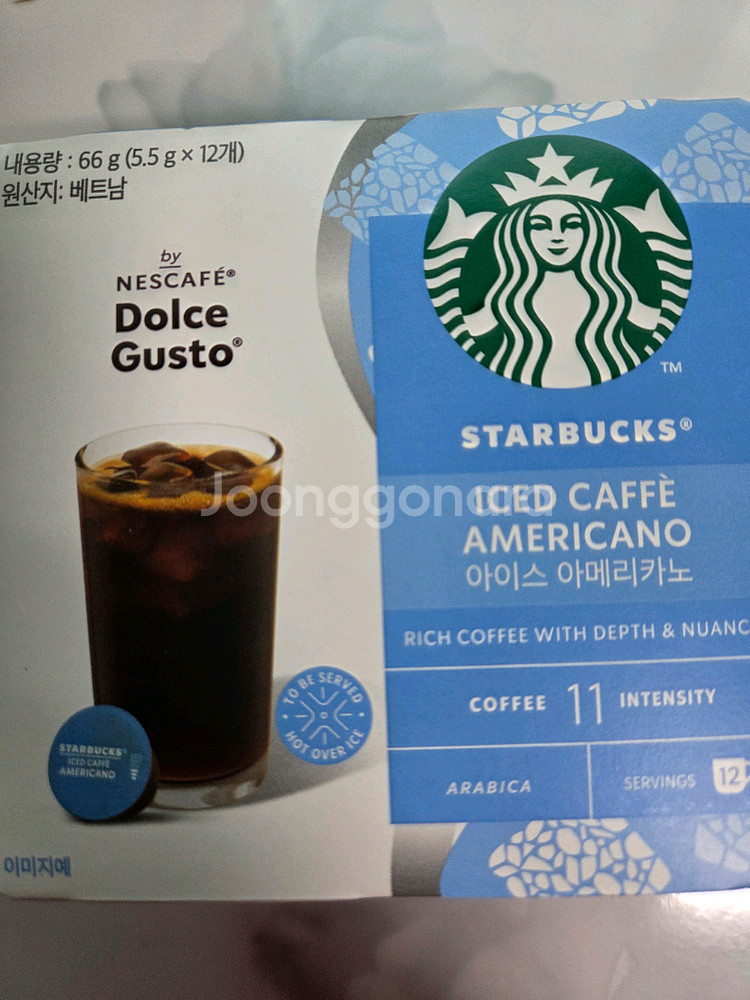 내용량 : 66 g (5.5 g × 12개)
원산지: 베트남
by
NESCAFÉ®
Dolce
Gusto®
TM
STARBUCKS®
ICED CAFFÈ
AMERICANO
아이스 아메리카노
RICH COFFEE WITH DEPTH & NUANC
COFFEE 11 INTENSITY
ARABICA
SERVINGS 12
TO BE SERVED
HOT OVER ICE
STARBUCKS®
ICED CAFFÈ
AMERICANO
이미지예
Joonggonara